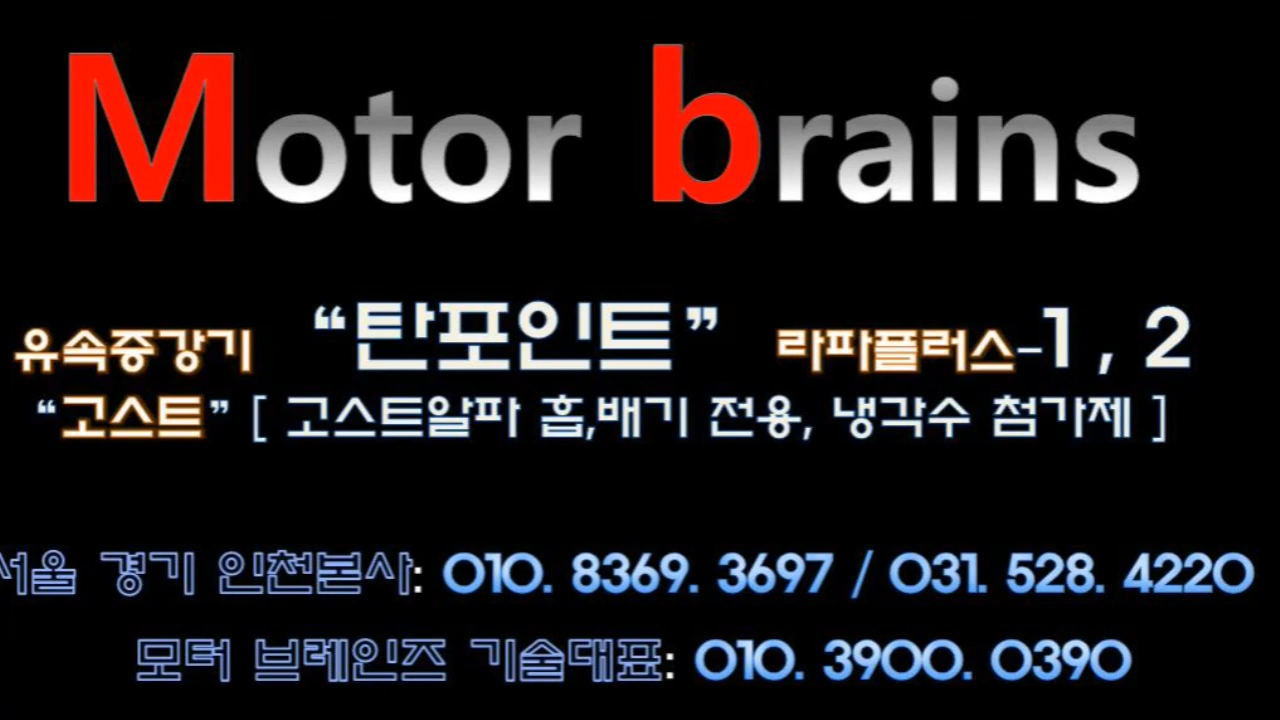 Motor brains
유속증강기 “탄포인트” 라파플러스-1 , 2
“고스트” [ 고스트알파 흡,배기 전용, 냉각수 첨가제 ]
서울 경기 인천본사: 010. 8369. 3697 / 031. 528. 4220
모터 브레인즈 기술대표: 010. 3900. 0390